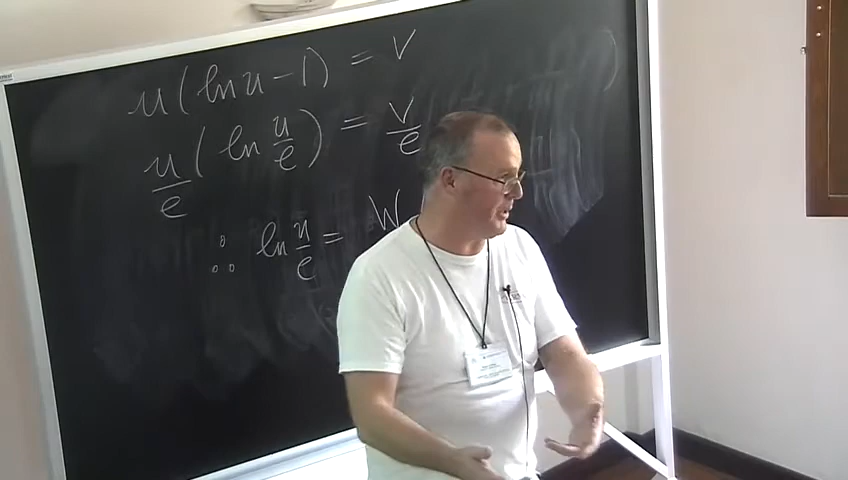 u(ln u - 1) = v
u/e (ln u/e) = v/e
∴ ln u/e = W